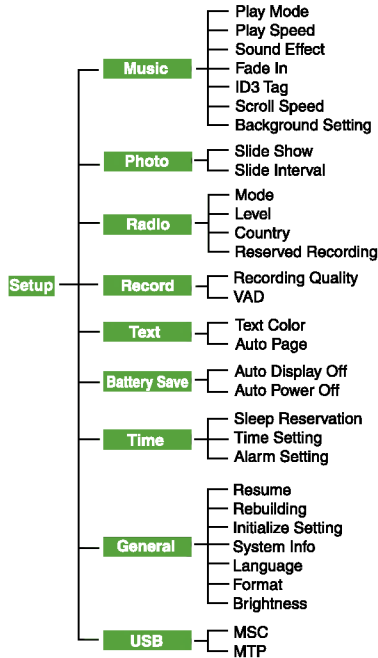 Setup
Music
Play Mode
Play Speed
Sound Effect
Fade In
ID3 Tag
Scroll Speed
Background Setting
Photo
Slide Show
Slide Interval
Radio
Mode
Level
Country
Reserved Recording
Record
Recording Quality
VAD
Text
Text Color
Auto Page
Battery Save
Auto Display Off
Auto Power Off
Time
Sleep Reservation
Time Setting
Alarm Setting
General
Resume
Rebuilding
Initialize Setting
System Info
Language
Format
Brightness
USB
MSC
MTP